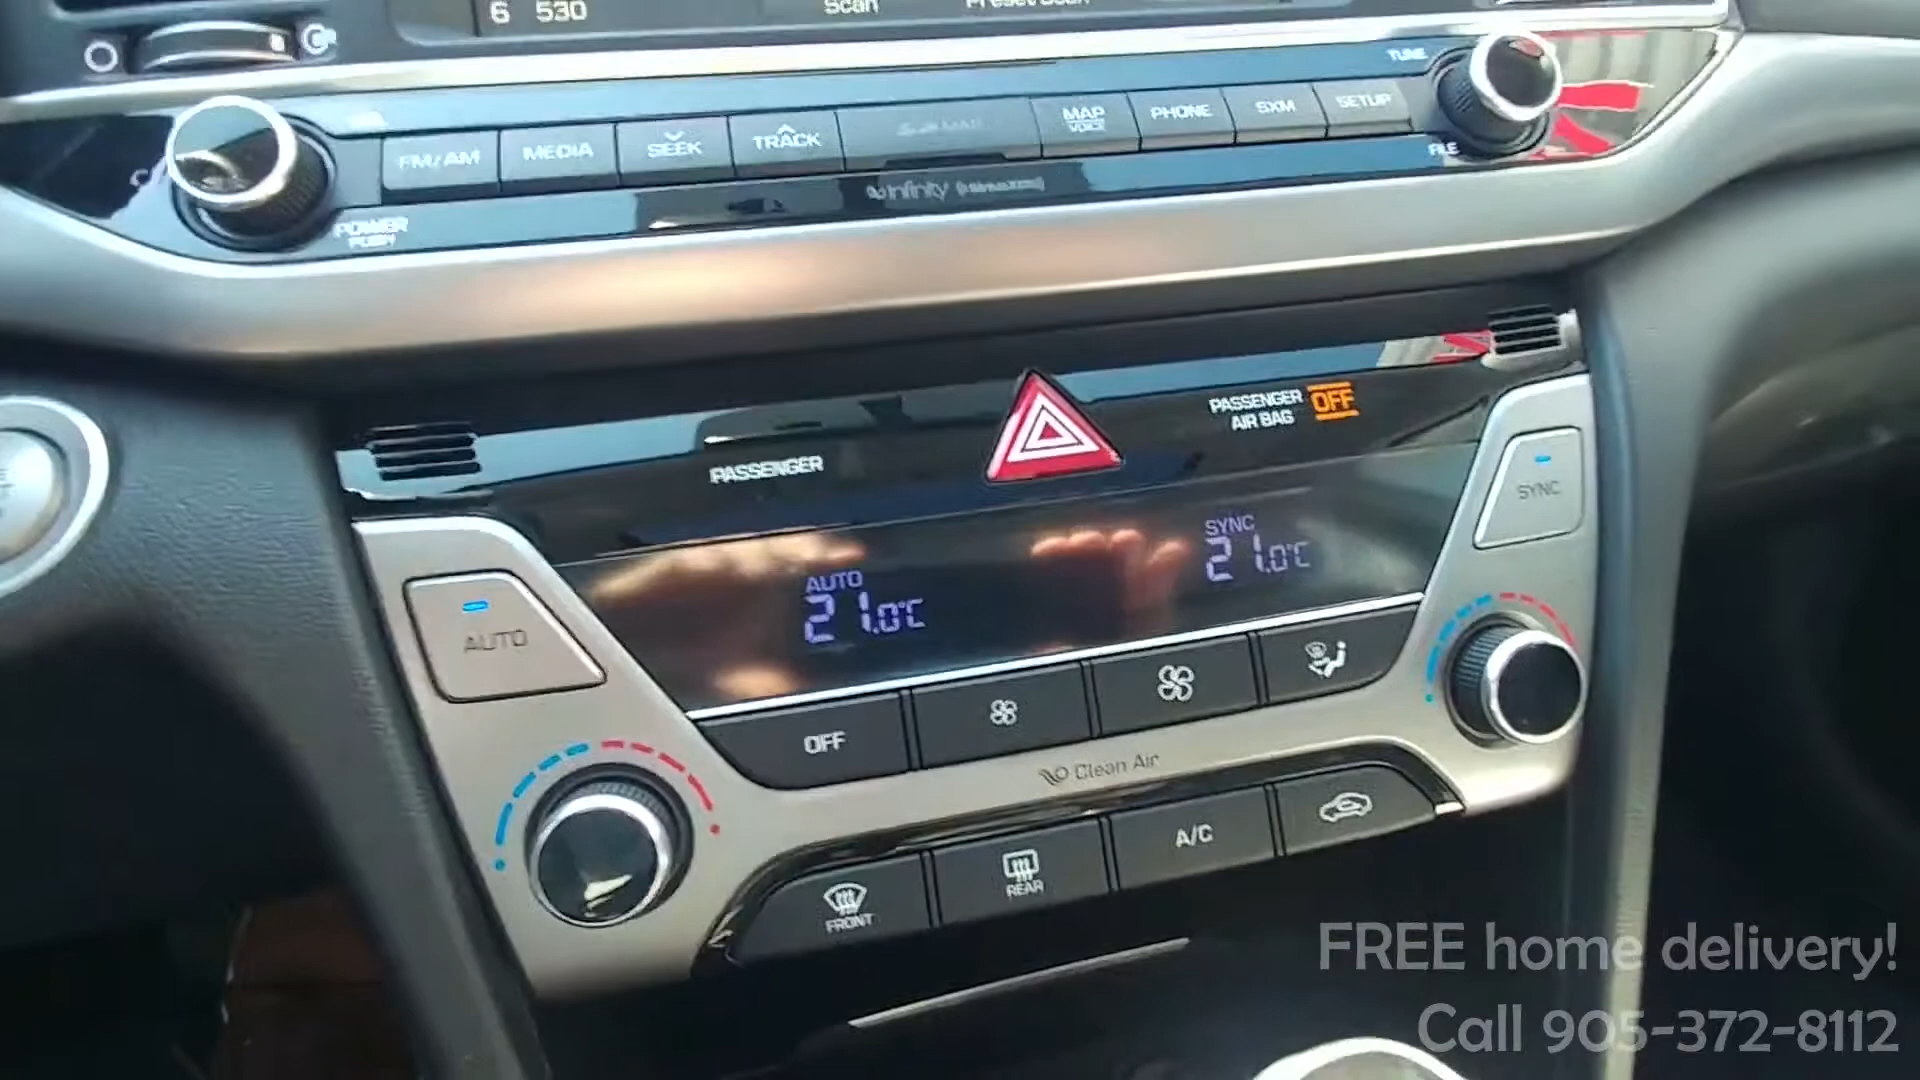 6 530
Scan
TUNE
FM/AM MEDIA SEEK TRACK MAP PHONE SXM SETUP
VOICE
FILE
infinity
POWER
PUSH
PASSENGER OFF
AIR BAG
PASSENGER
SYNC
SYNC
21.0°C
AUTO
21.0°C
AUTO
OFF
Clean Air
A/C
REAR
FRONT
FREE home delivery!
Call 905-372-8112